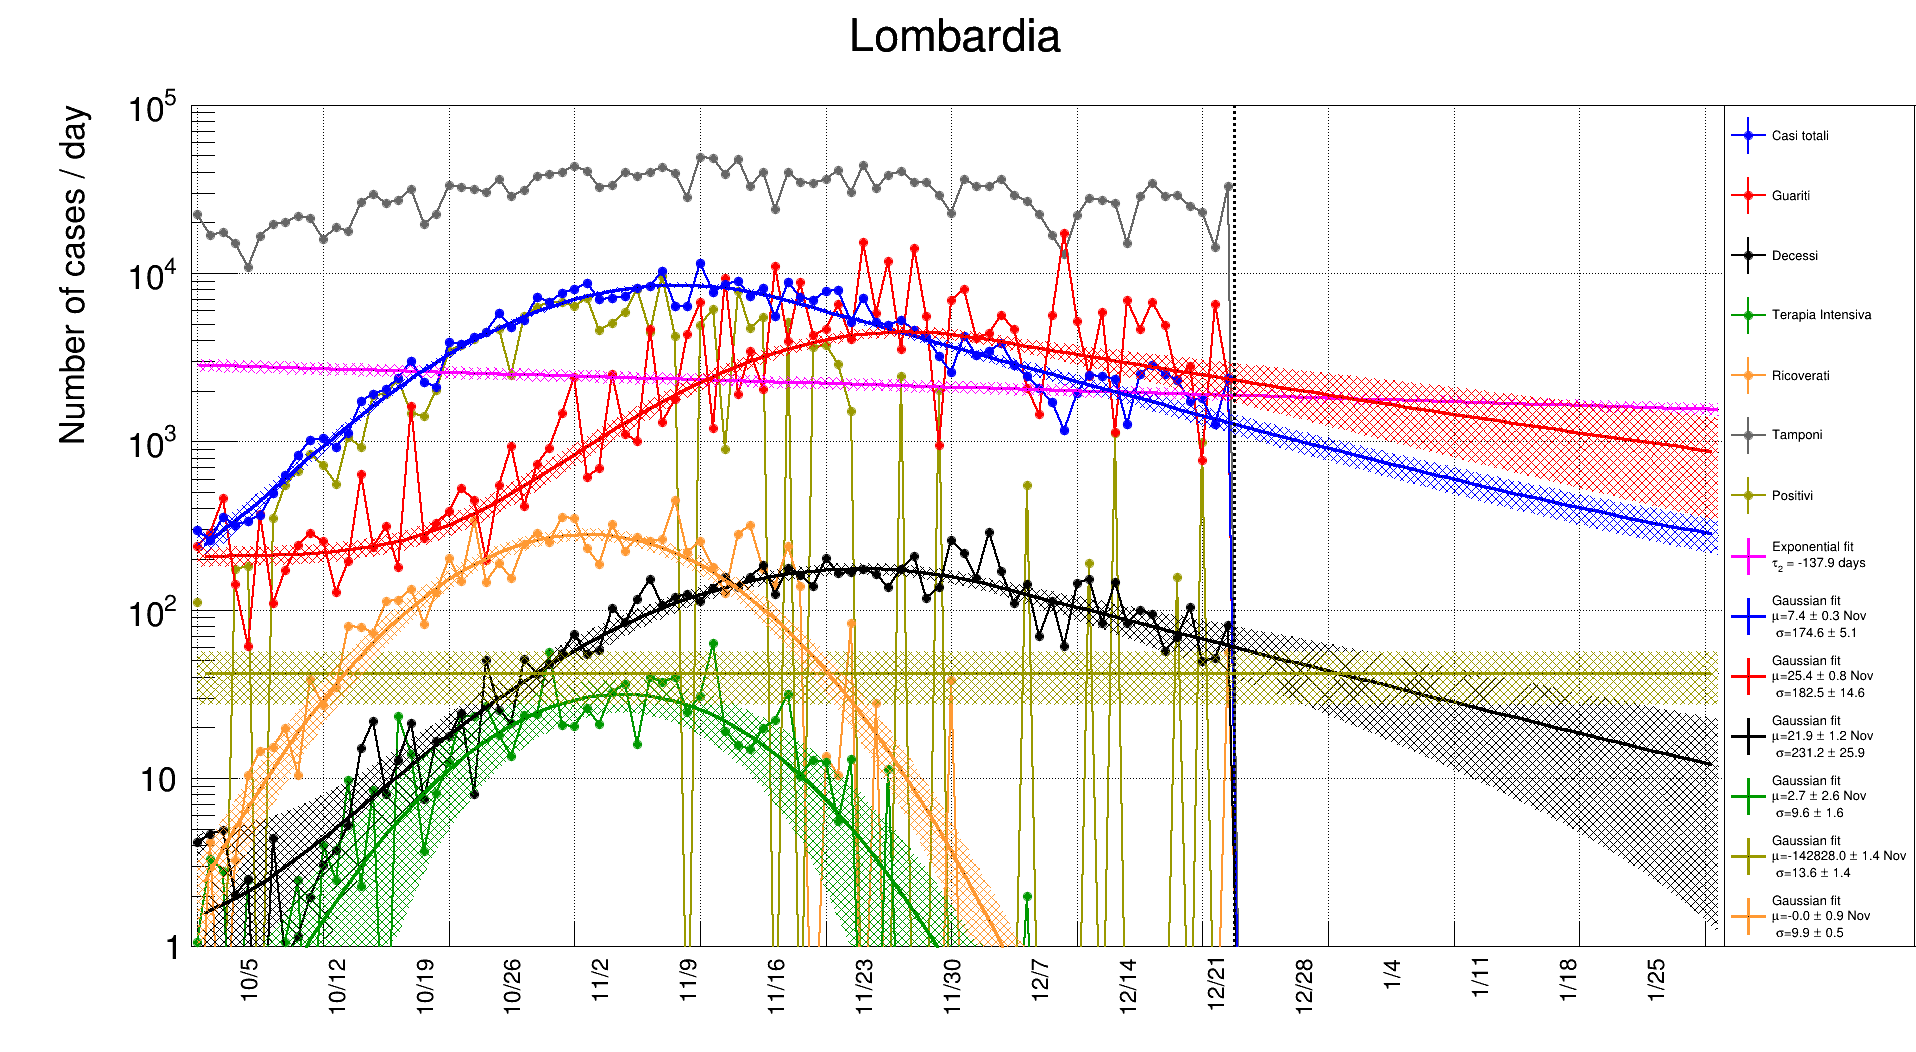 Lombardia
Number of cases / day
10^5
10^4
10^3
10^2
10
1
10/5
10/12
10/19
10/26
11/2
11/9
11/16
11/23
11/30
12/7
12/14
12/21
12/28
1/4
1/11
1/18
1/25
Casi totali
Guariti
Decessi
Terapia Intensiva
Ricoverati
Tamponi
Positivi
Exponential fit
τ₂ = -137.9 days
Gaussian fit
μ=7.4 ± 0.3 Nov
σ=174.6 ± 5.1
Gaussian fit
μ=25.4 ± 0.8 Nov
σ=182.5 ± 14.6
Gaussian fit
μ=21.9 ± 1.2 Nov
σ=231.2 ± 25.9
Gaussian fit
μ=2.7 ± 2.6 Nov
σ=9.6 ± 1.6
Gaussian fit
μ=-142828.0 ± 1.4 Nov
σ=13.6 ± 1.4
Gaussian fit
μ=-0.0 ± 0.9 Nov
σ=9.9 ± 0.5